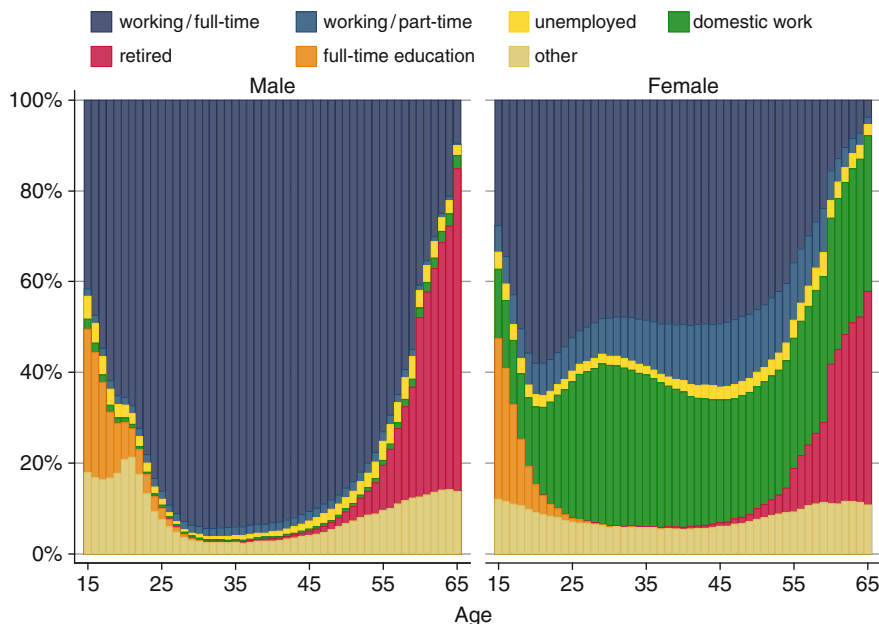 working/full-time working/part-time unemployed domestic work
retired full-time education other
Male Female
100%
80%
60%
40%
20%
0%
15 25 35 45 55 65 15 25 35 45 55 65
Age